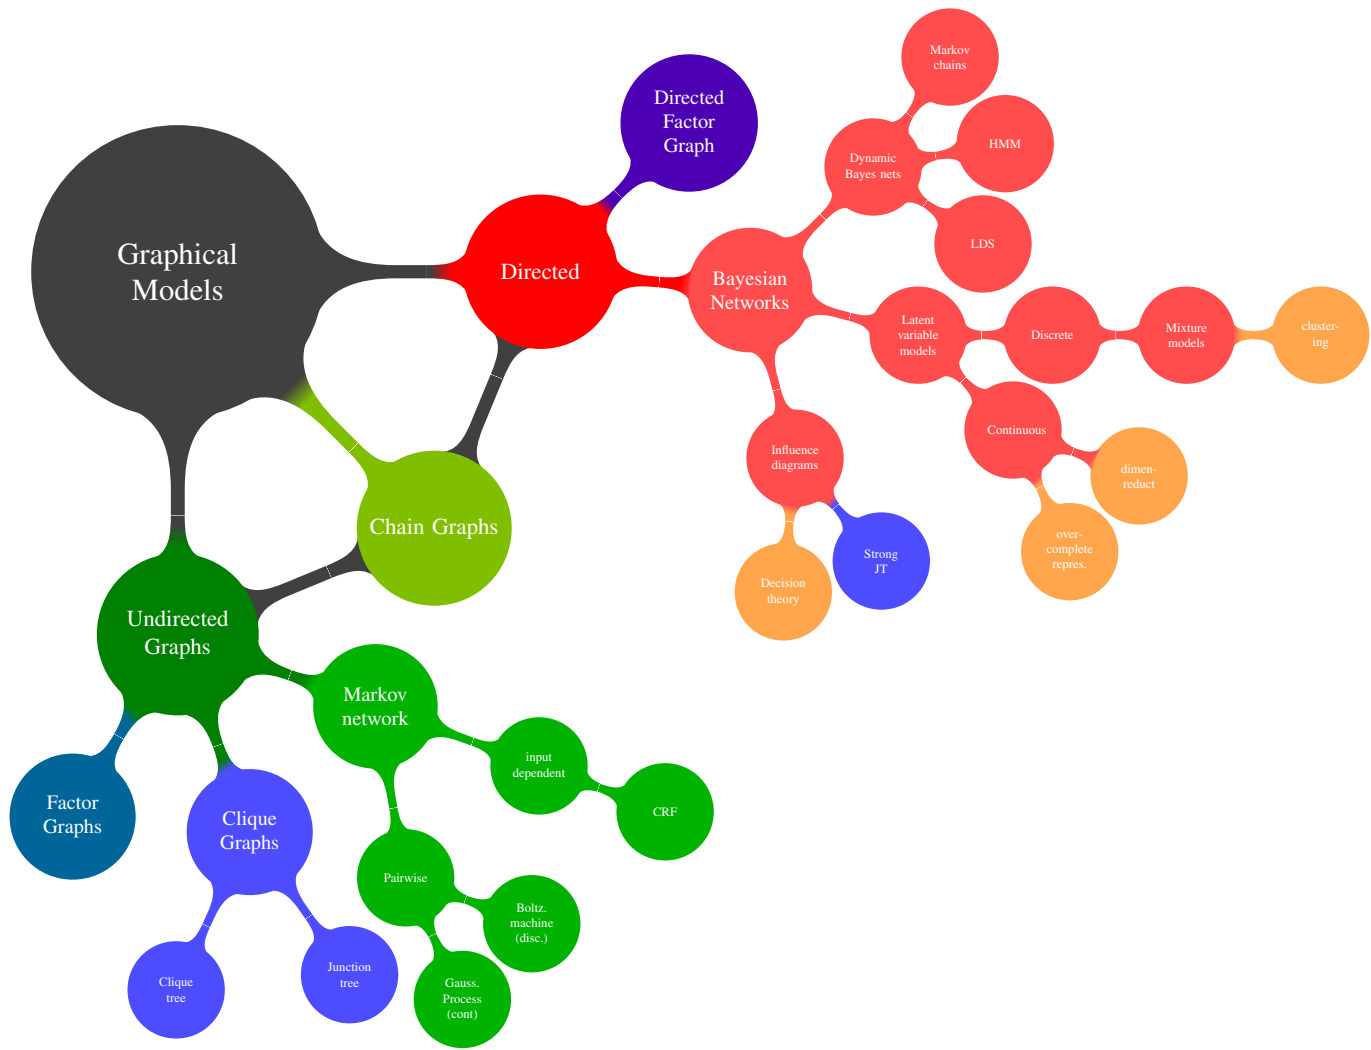 Markov
chains
Directed
Factor
Graph
HMM
Dynamic
Bayes nets
LDS
Graphical
Models
Directed
Bayesian
Networks
Latent
variable
models
Discrete
Mixture
models
cluster-
ing
Continuous
Influence
diagrams
dimen-
reduct
Chain Graphs
over-
complete
repres.
Strong
JT
Decision
theory
Undirected
Graphs
Markov
network
input
dependent
Factor
Graphs
Clique
Graphs
CRF
Pairwise
Boltz.
machine
(disc.)
Junction
tree
Clique
tree
Gauss.
Process
(cont)